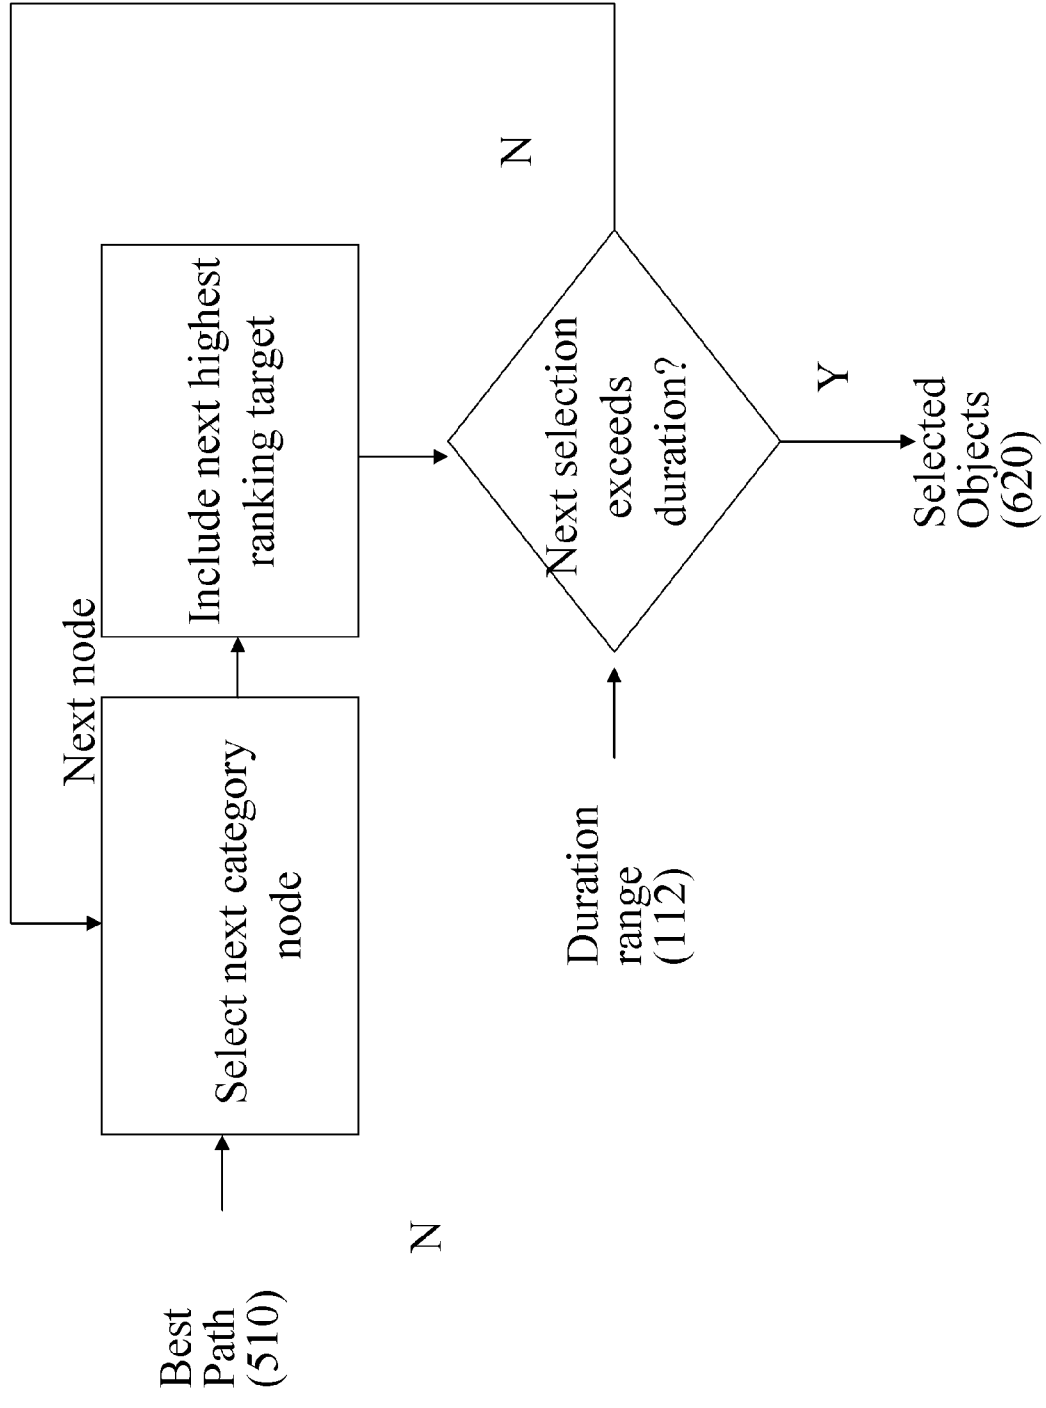 Next node
Best
Path
(510)
Select next category
node
Include next highest
ranking target
N
N
Duration
range
(112)
Next selection
exceeds
duration?
Y
Selected
Objects
(620)